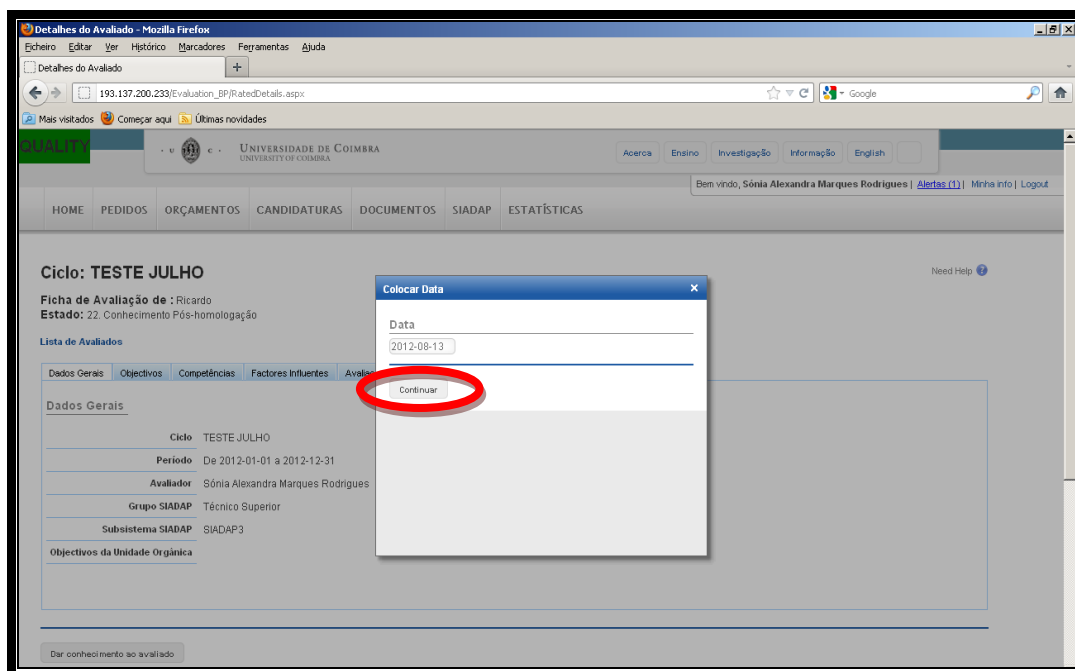 Detalhes do Avaliado - Mozilla Firefox
Ficheiro Editar Ver Histórico Marcadores Ferramentas Ajuda
Detalhes do Avaliado +
193.137.200.233/Evaluation_BP/RatedDetails.aspx
Google
Mais visitados Começar aqui Últimas novidades
QUALITY
· U C · UNIVERSIDADE DE COIMBRA
UNIVERSITY OF COIMBRA
Acerca Ensino Investigação Informação English
Bem vindo, Sónia Alexandra Marques Rodrigues | Alertas (1) | Minha info | Logout
HOME PEDIDOS ORÇAMENTOS CANDIDATURAS DOCUMENTOS SIADAP ESTATÍSTICAS
Ciclo: TESTE JULHO
Need Help ?
Ficha de Avaliação de : Ricardo
Estado: 22. Conhecimento Pós-homologação
Lista de Avaliados
Dados Gerais Objectivos Competências Factores Influentes
Dados Gerais
Ciclo TESTE JULHO
Período De 2012-01-01 a 2012-12-31
Avaliador Sónia Alexandra Marques Rodrigues
Grupo SIADAP Técnico Superior
Subsistema SIADAP SIADAP3
Objectivos da Unidade Orgânica
Colocar Data ×
Data
2012-08-13
Continuar
Dar conhecimento ao avaliado